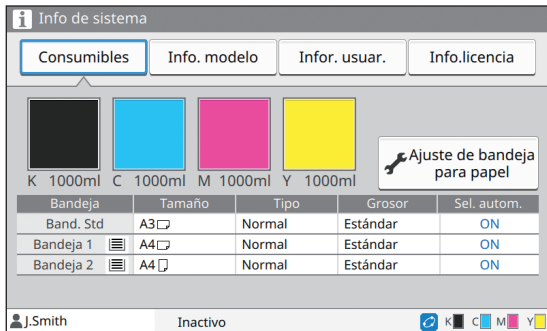 Info de sistema
Consumibles Info. modelo Infor. usuar. Info.licencia
K 1000ml C 1000ml M 1000ml Y 1000ml
Ajuste de bandeja
para papel
Bandeja Tamaño Tipo Grosor Sel. autom.
Band. Std A3 Normal Estándar ON
Bandeja 1 A4 Normal Estándar ON
Bandeja 2 A4 Normal Estándar ON
J.Smith Inactivo K C M Y